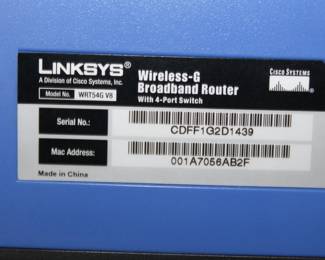 LINKSYS®
A Division of Cisco Systems, Inc.
Model No. WRT54G V8
Wireless-G
Broadband Router
With 4-Port Switch
CISCO SYSTEMS
Serial No.:
CDFF1G2D1439
Mac Address:
001A7056AB2F
Made in China